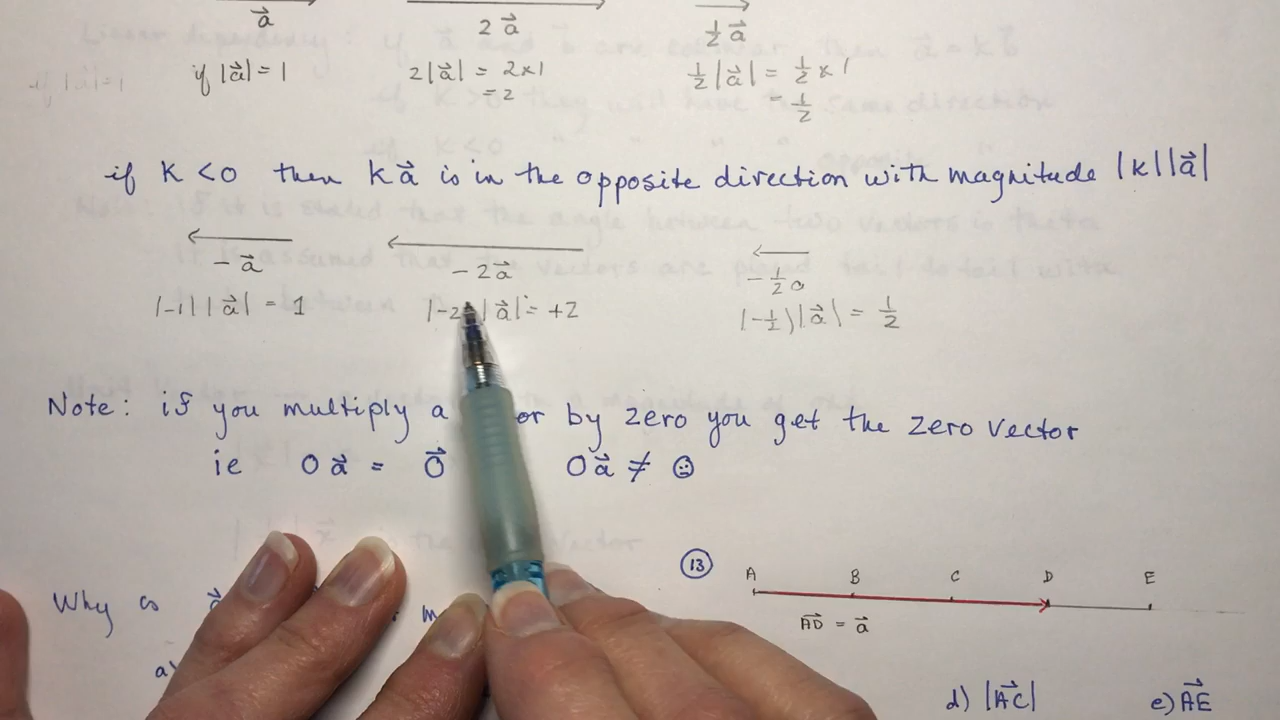 a⃗ 2a⃗ ½a⃗
if |a⃗| = 1 2|a⃗| = 2×1 ½|a⃗| = ½ × 1
= 2 = ½
if K < 0 then Ka⃗ is in the opposite direction with magnitude |K||a⃗|
-a⃗ -2a⃗ -½a
|-1||a⃗| = 1 |-2||a⃗| = +2 |-½||a⃗| = ½
Note: if you multiply a by zero you get the zero vector
ie 0a⃗ = 0⃗ 0a⃗ ≠ 0
13
A B C D E
AD⃗ = a⃗
Why is
a)
d) |AC⃗| e) AE⃗